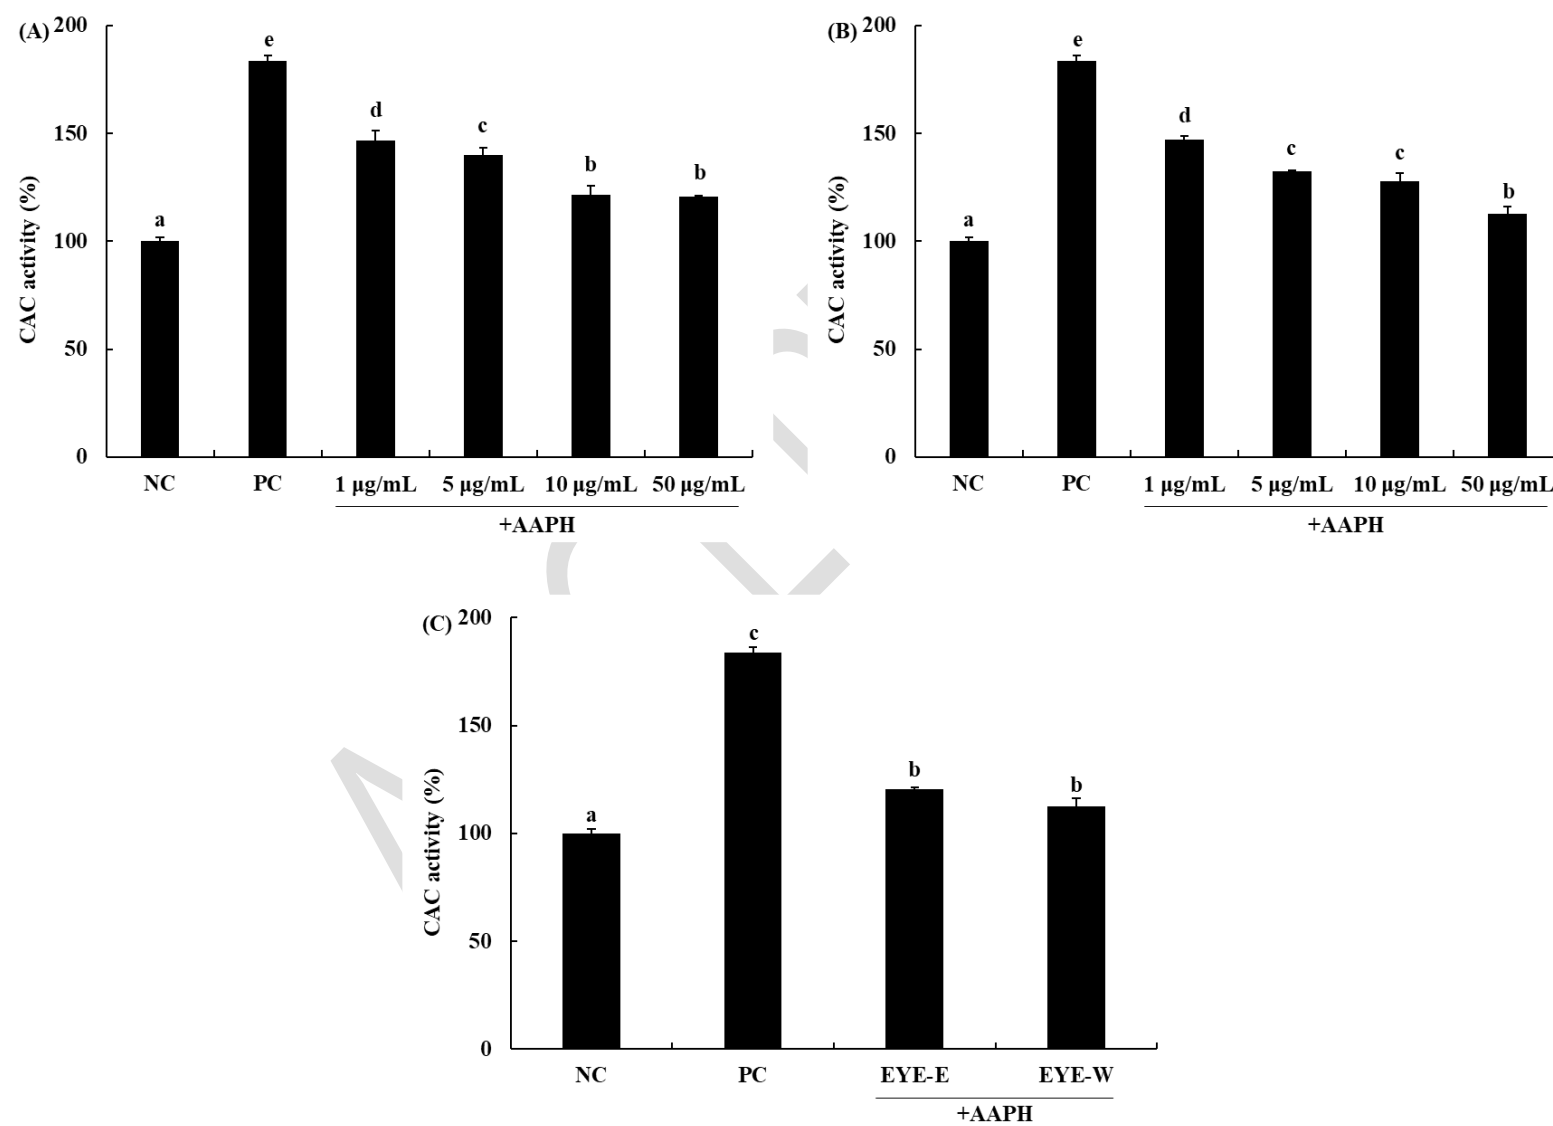 (A)
200
150
100
50
0
CAC activity (%)
a
e
d
c
b
b
NC PC 1 μg/mL 5 μg/mL 10 μg/mL 50 μg/mL
+AAPH
(B)
200
150
100
50
0
CAC activity (%)
a
e
d
c
c
b
NC PC 1 μg/mL 5 μg/mL 10 μg/mL 50 μg/mL
+AAPH
(C)
200
150
100
50
0
CAC activity (%)
a
c
b
b
NC PC EYE-E EYE-W
+AAPH